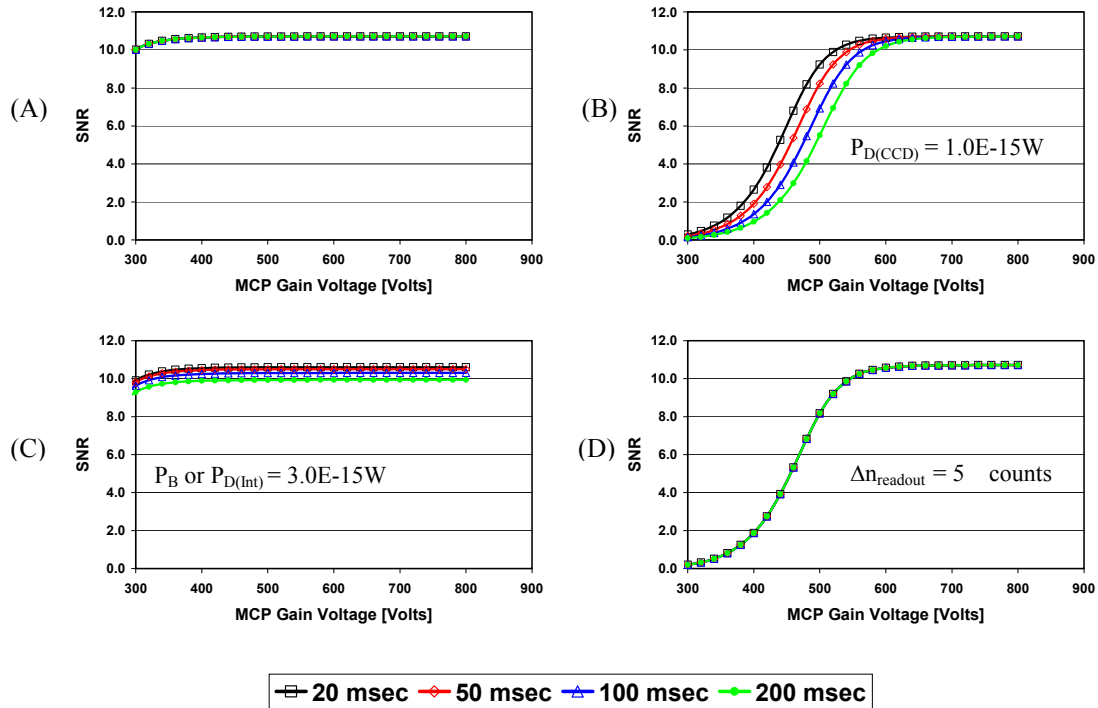 (A)
SNR
12.0
10.0
8.0
6.0
4.0
2.0
0.0
300 400 500 600 700 800 900
MCP Gain Voltage [Volts]
(B)
SNR
12.0
10.0
8.0
6.0
4.0
2.0
0.0
P_D(CCD) = 1.0E-15W
300 400 500 600 700 800 900
MCP Gain Voltage [Volts]
(C)
SNR
12.0
10.0
8.0
6.0
4.0
2.0
0.0
P_B or P_D(Int) = 3.0E-15W
300 400 500 600 700 800 900
MCP Gain Voltage [Volts]
(D)
SNR
12.0
10.0
8.0
6.0
4.0
2.0
0.0
Δn_readout = 5 counts
300 400 500 600 700 800 900
MCP Gain Voltage [Volts]
20 msec 50 msec 100 msec 200 msec